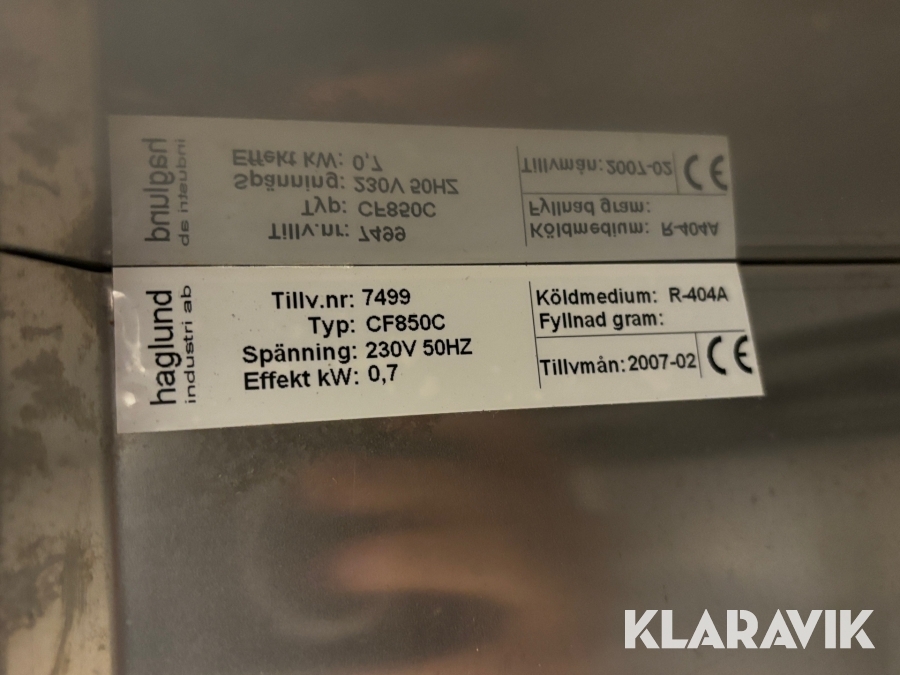 haglund
industri ab
Tillv.nr: 7499
Typ: CF850C
Spänning: 230V 50HZ
Effekt kW: 0,7
Köldmedium: R-404A
Fyllnad gram:
Tillvmån: 2007-02
CE
KLARAVIK